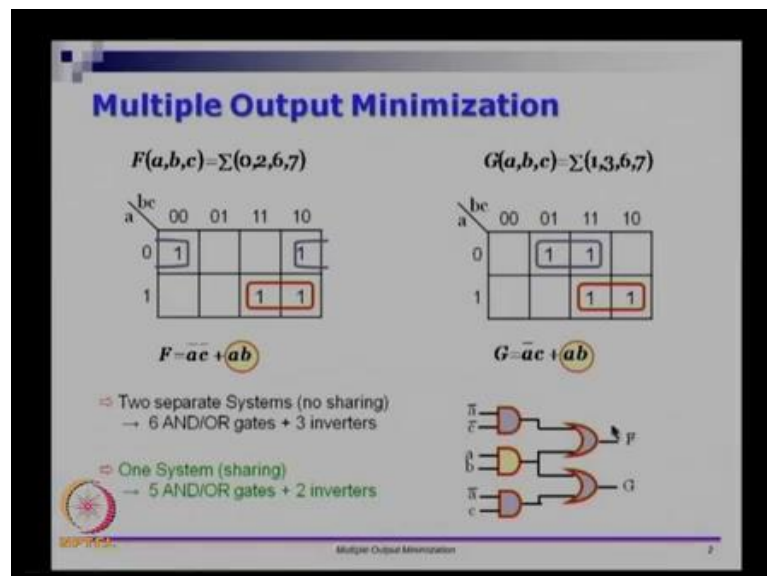 Multiple Output Minimization
F(a,b,c)=∑(0,2,6,7)
G(a,b,c)=∑(1,3,6,7)
bc
a 00 01 11 10
0 1 1
1 1 1
bc
a 00 01 11 10
0 1 1
1 1 1
F=a̅c̅+ab
G=a̅c+ab
⇨ Two separate Systems (no sharing)
→ 6 AND/OR gates + 3 inverters
⇨ One System (sharing)
→ 5 AND/OR gates + 2 inverters
a̅
c̅
F
a
b
G
a̅
c
NPTEL
Multiple Output Minimization 2